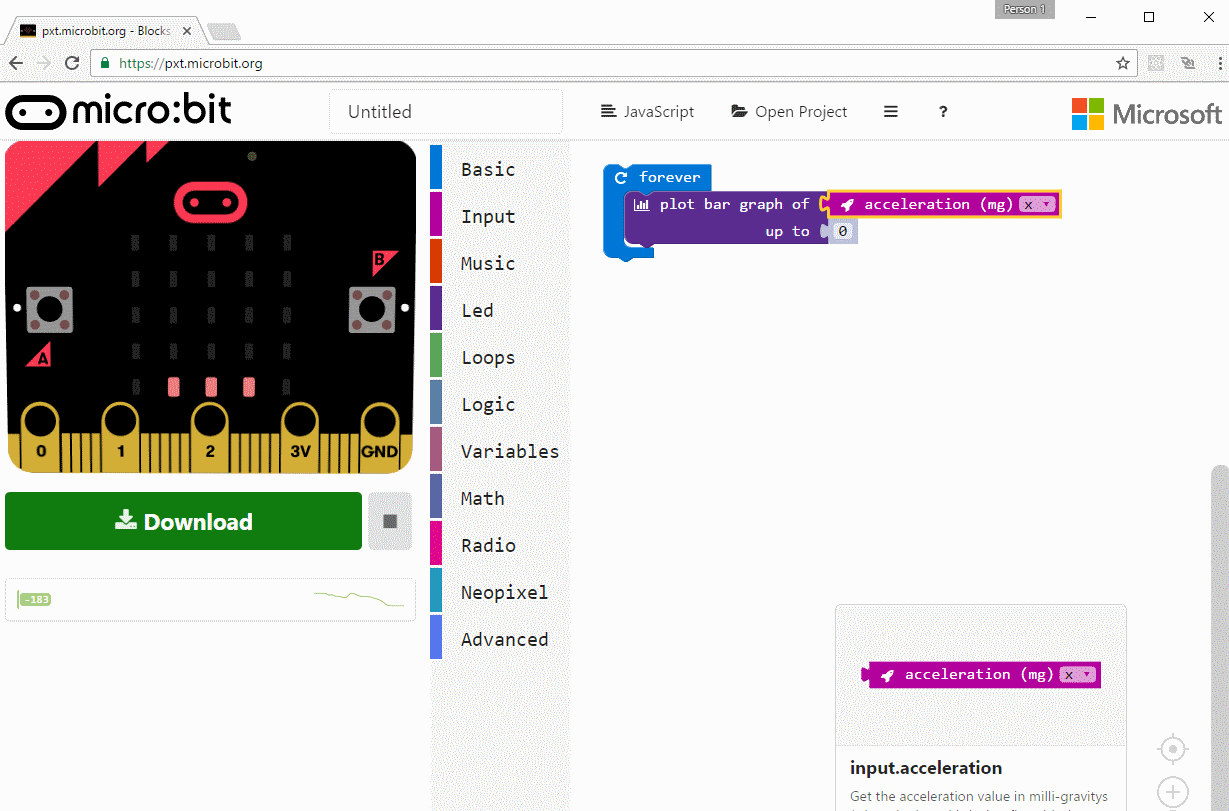 Person 1
pxt.microbit.org - Blocks
https://pxt.microbit.org
micro:bit
Untitled
JavaScript
Open Project
?
Microsoft
B
A
0 1 2 3V GND
Download
-183
Basic
Input
Music
Led
Loops
Logic
Variables
Math
Radio
Neopixel
Advanced
forever
plot bar graph of acceleration (mg) x
up to 0
acceleration (mg) x
input.acceleration
Get the acceleration value in milli-gravitys